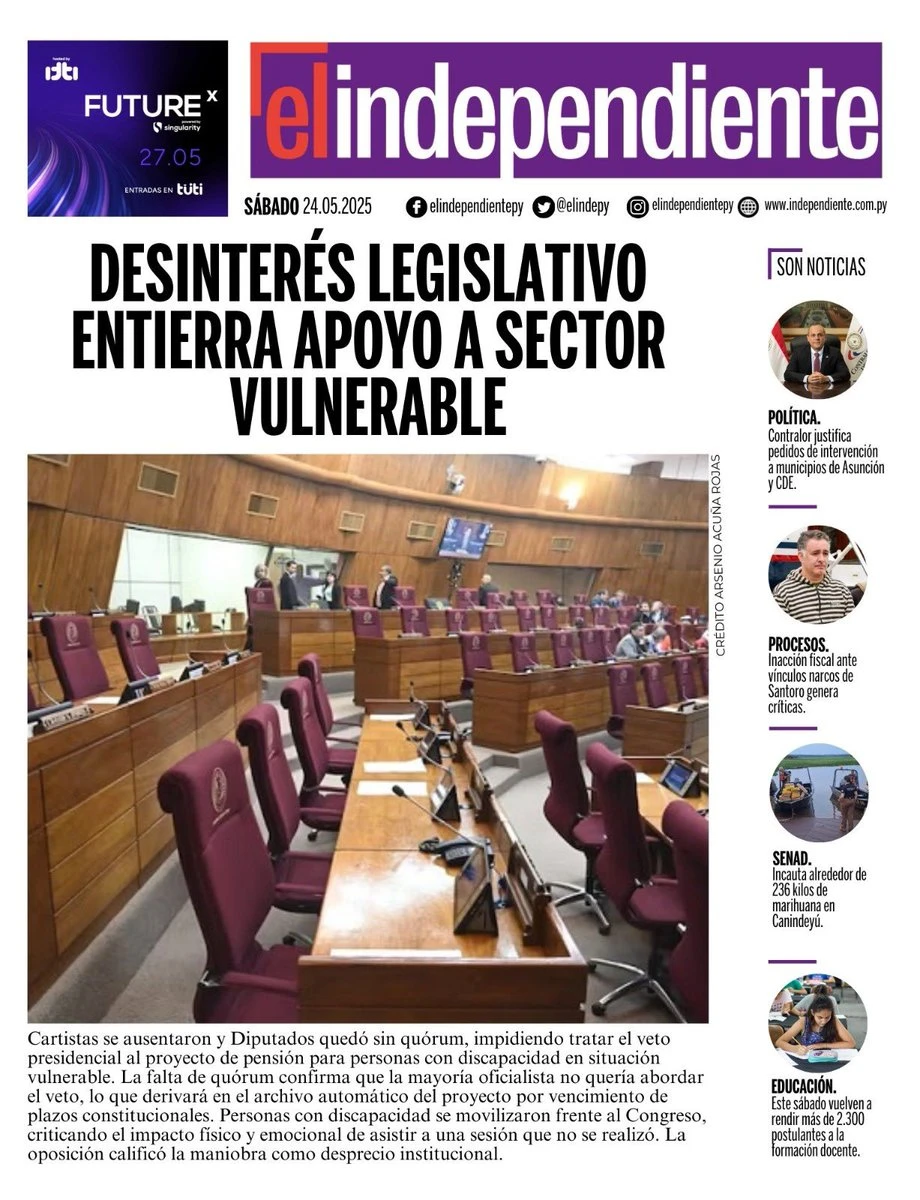 hosted by
idti
FUTURE X
powered by
singularity
27.05
ENTRADAS EN tuti
elindependiente
SÁBADO 24.05.2025
elindependientepy
@elindepy
elindependientepy
www.independiente.com.py
DESINTERÉS LEGISLATIVO
ENTIERRA APOYO A SECTOR
VULNERABLE
CRÉDITO ARSENIO ACUÑA ROJAS
Cartistas se ausentaron y Diputados quedó sin quórum, impidiendo tratar el veto
presidencial al proyecto de pensión para personas con discapacidad en situación
vulnerable. La falta de quórum confirma que la mayoría oficialista no quería abordar
el veto, lo que derivará en el archivo automático del proyecto por vencimiento de
plazos constitucionales. Personas con discapacidad se movilizaron frente al Congreso,
criticando el impacto físico y emocional de asistir a una sesión que no se realizó. La
oposición calificó la maniobra como desprecio institucional.
SON NOTICIAS
POLÍTICA.
Contralor justifica
pedidos de intervención
a municipios de Asunción
y CDE.
PROCESOS.
Inacción fiscal ante
vínculos narcos de
Santoro genera
críticas.
SENAD.
Incauta alrededor de
236 kilos de
marihuana en
Canindeyú.
EDUCACIÓN.
Este sábado vuelven a
rendir más de 2.300
postulantes a la
formación docente.